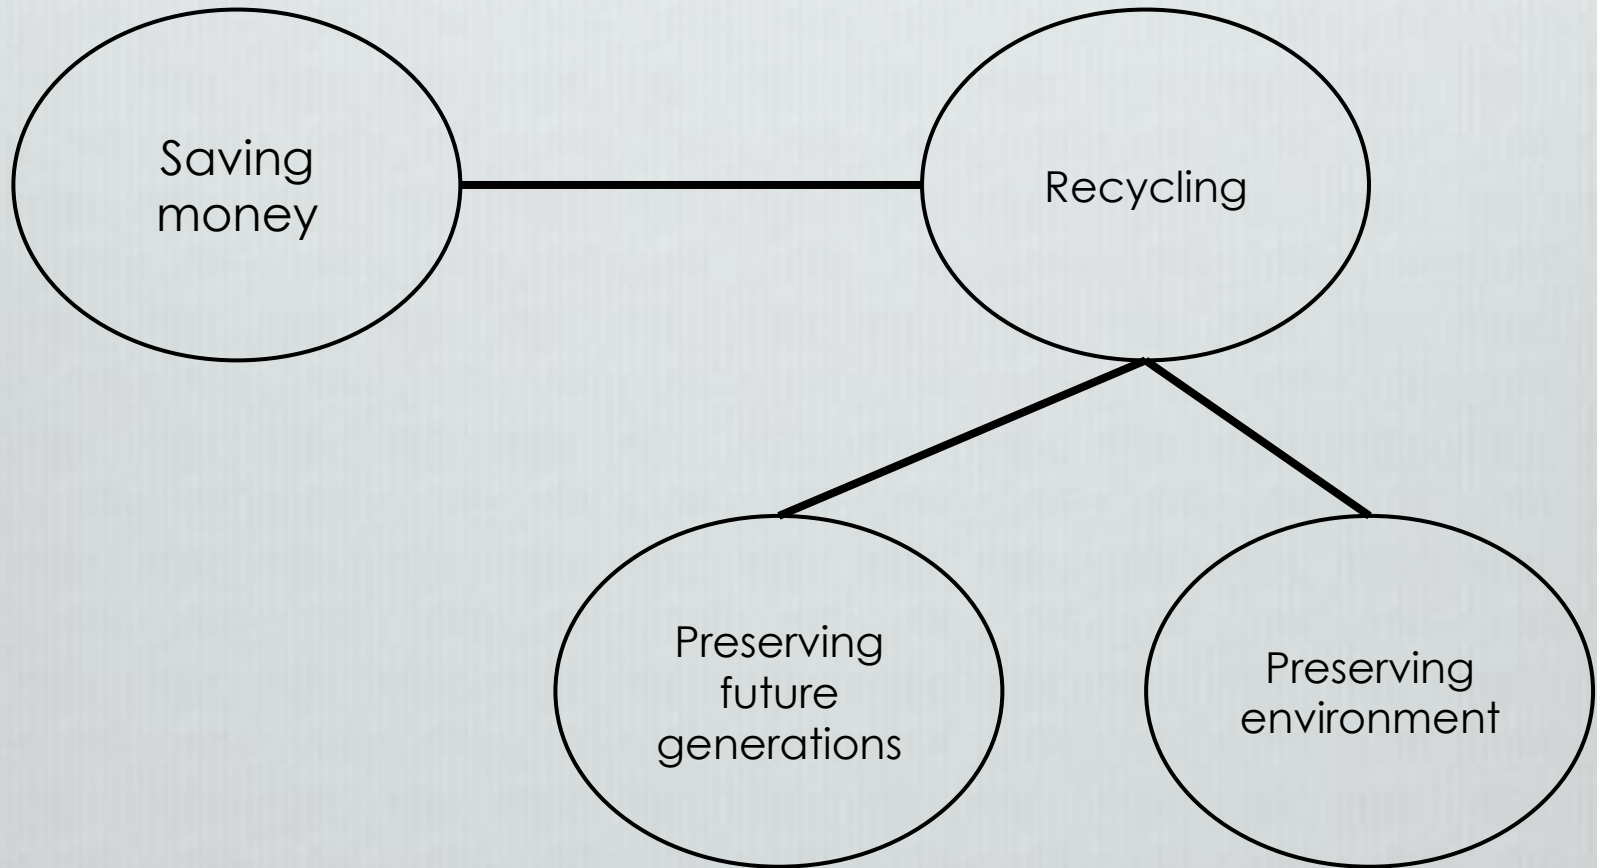 Saving
money
Recycling
Preserving
future
generations
Preserving
environment